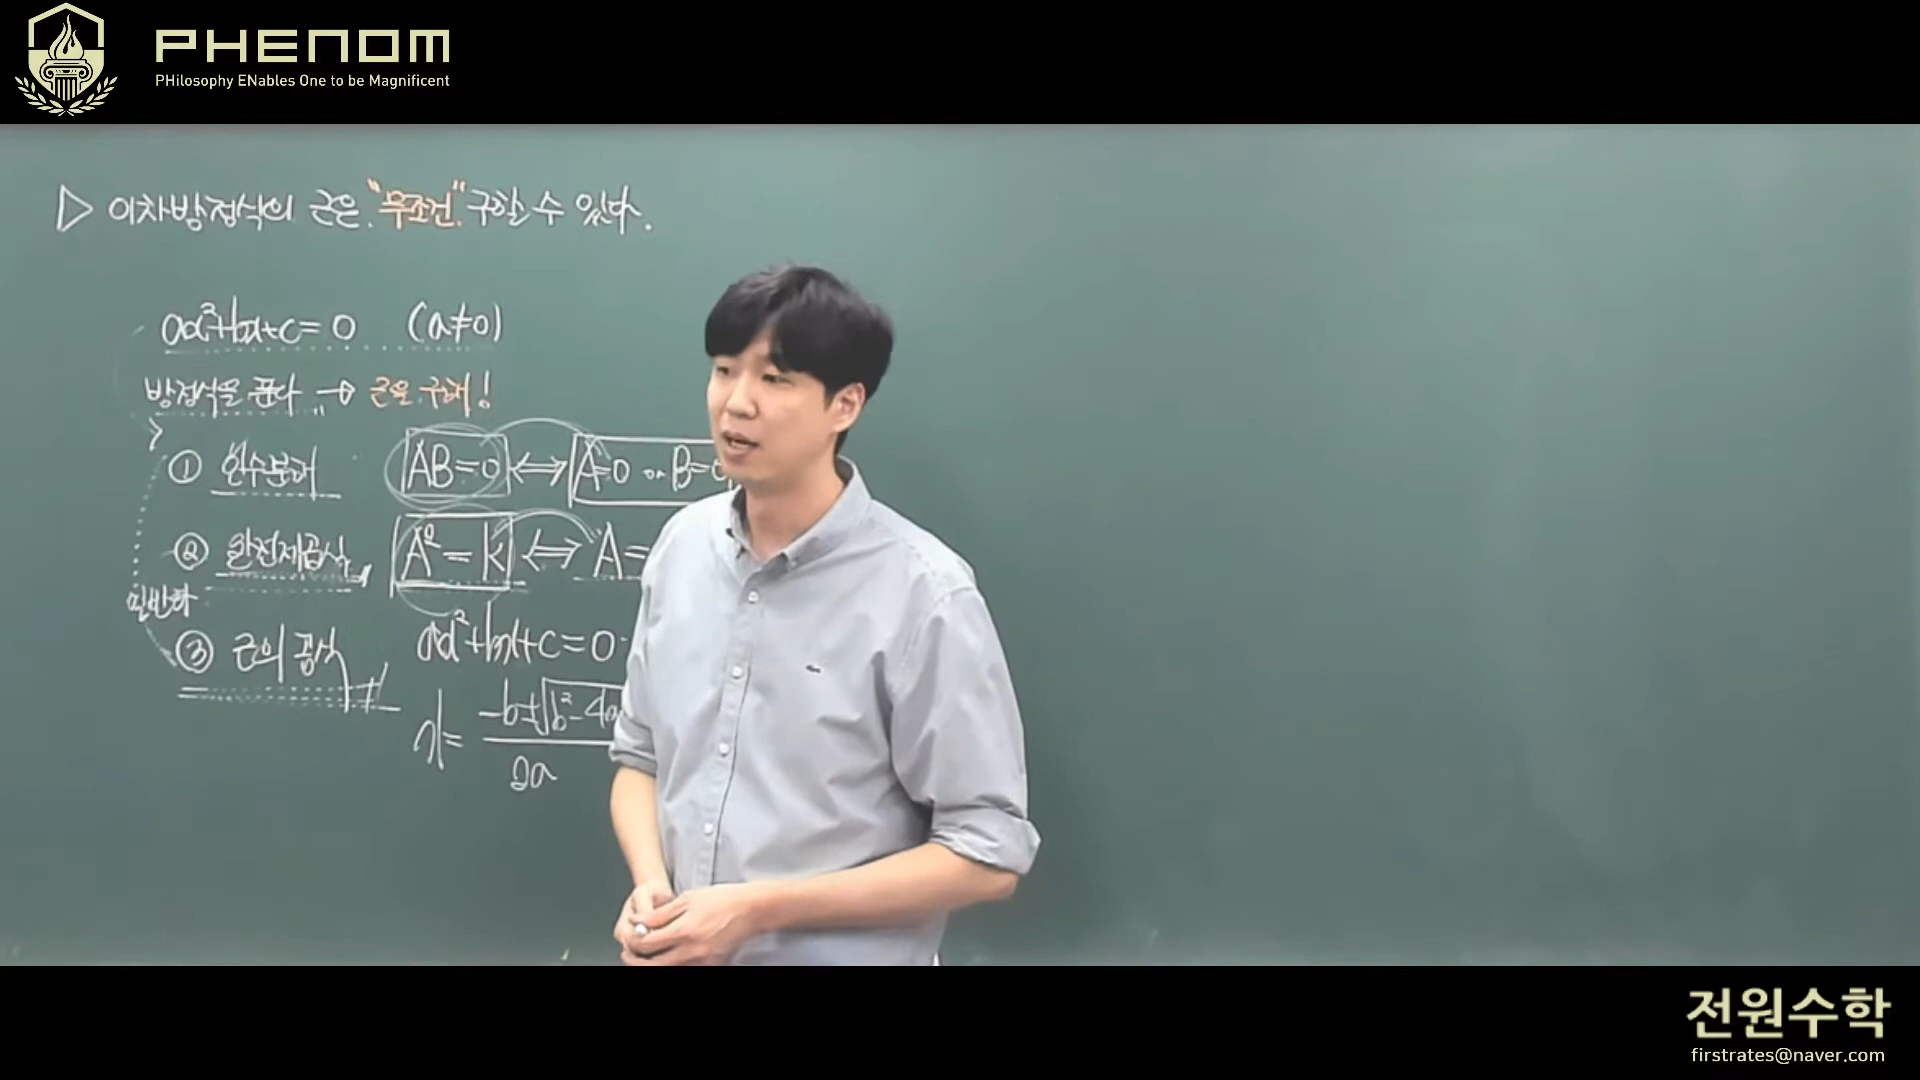 PHENOM
PHilosophy ENables One to be Magnificent
▷ 이차방정식의 근은 "무조건" 구할 수 있다.
ax²+bx+c=0 (a≠0)
방정식을 푼다 → 근을 구해!
① 인수분해 AB=0 ⟺ A=0 or B=0
② 완전제곱식 A²=k ⟺ A=
일반화
③ 근의 공식 ax²+bx+c=0
x= -b±√b²-4a
2a
전원수학
firstrates@naver.com